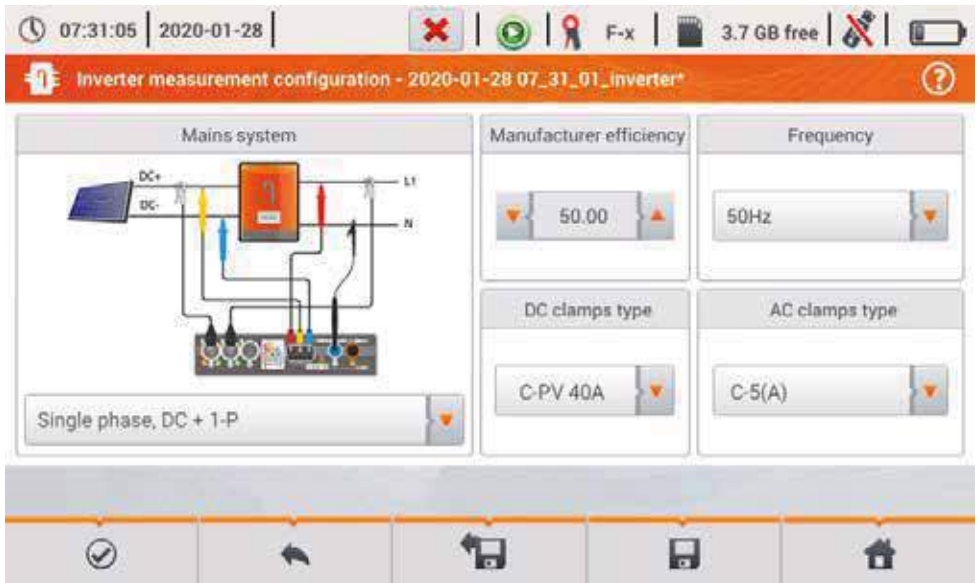 07:31:05 2020-01-28 F-x 3.7 GB free
Inverter measurement configuration - 2020-01-28 07_31_01_inverter*
Mains system
Manufacturer efficiency
Frequency
DC+
DC-
L1
N
50.00
50Hz
DC clamps type
AC clamps type
C-PV 40A
C-5(A)
Single phase, DC + 1-P